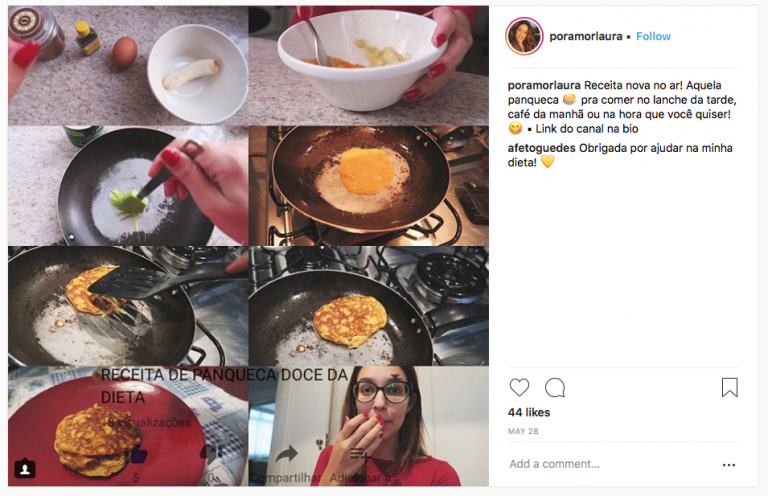 RECEITA DE PANQUECA DOCE DA
DIETA
visualizações
5
0
Compartilhar
Adicionar a
poramorlaura • Follow
poramorlaura Receita nova no ar! Aquela
panqueca 🥞 pra comer no lanche da tarde,
café da manhã ou na hora que você quiser!
😋 • Link do canal na bio
afetoguedes Obrigada por ajudar na minha
dieta! 💛
44 likes
MAY 28
Add a comment...